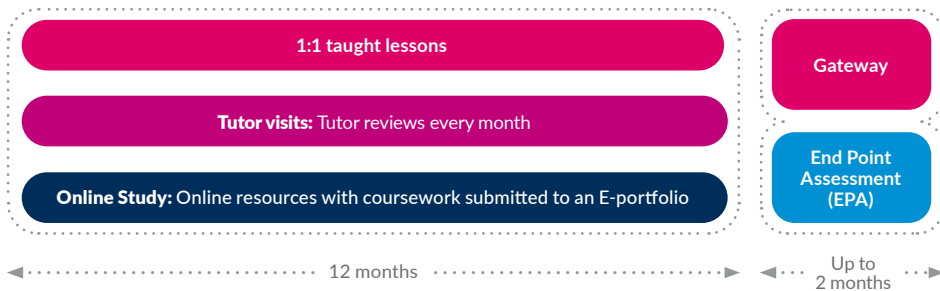 1:1 taught lessons
Tutor visits: Tutor reviews every month
Online Study: Online resources with coursework submitted to an E-portfolio
12 months
Gateway
End Point
Assessment
(EPA)
Up to
2 months